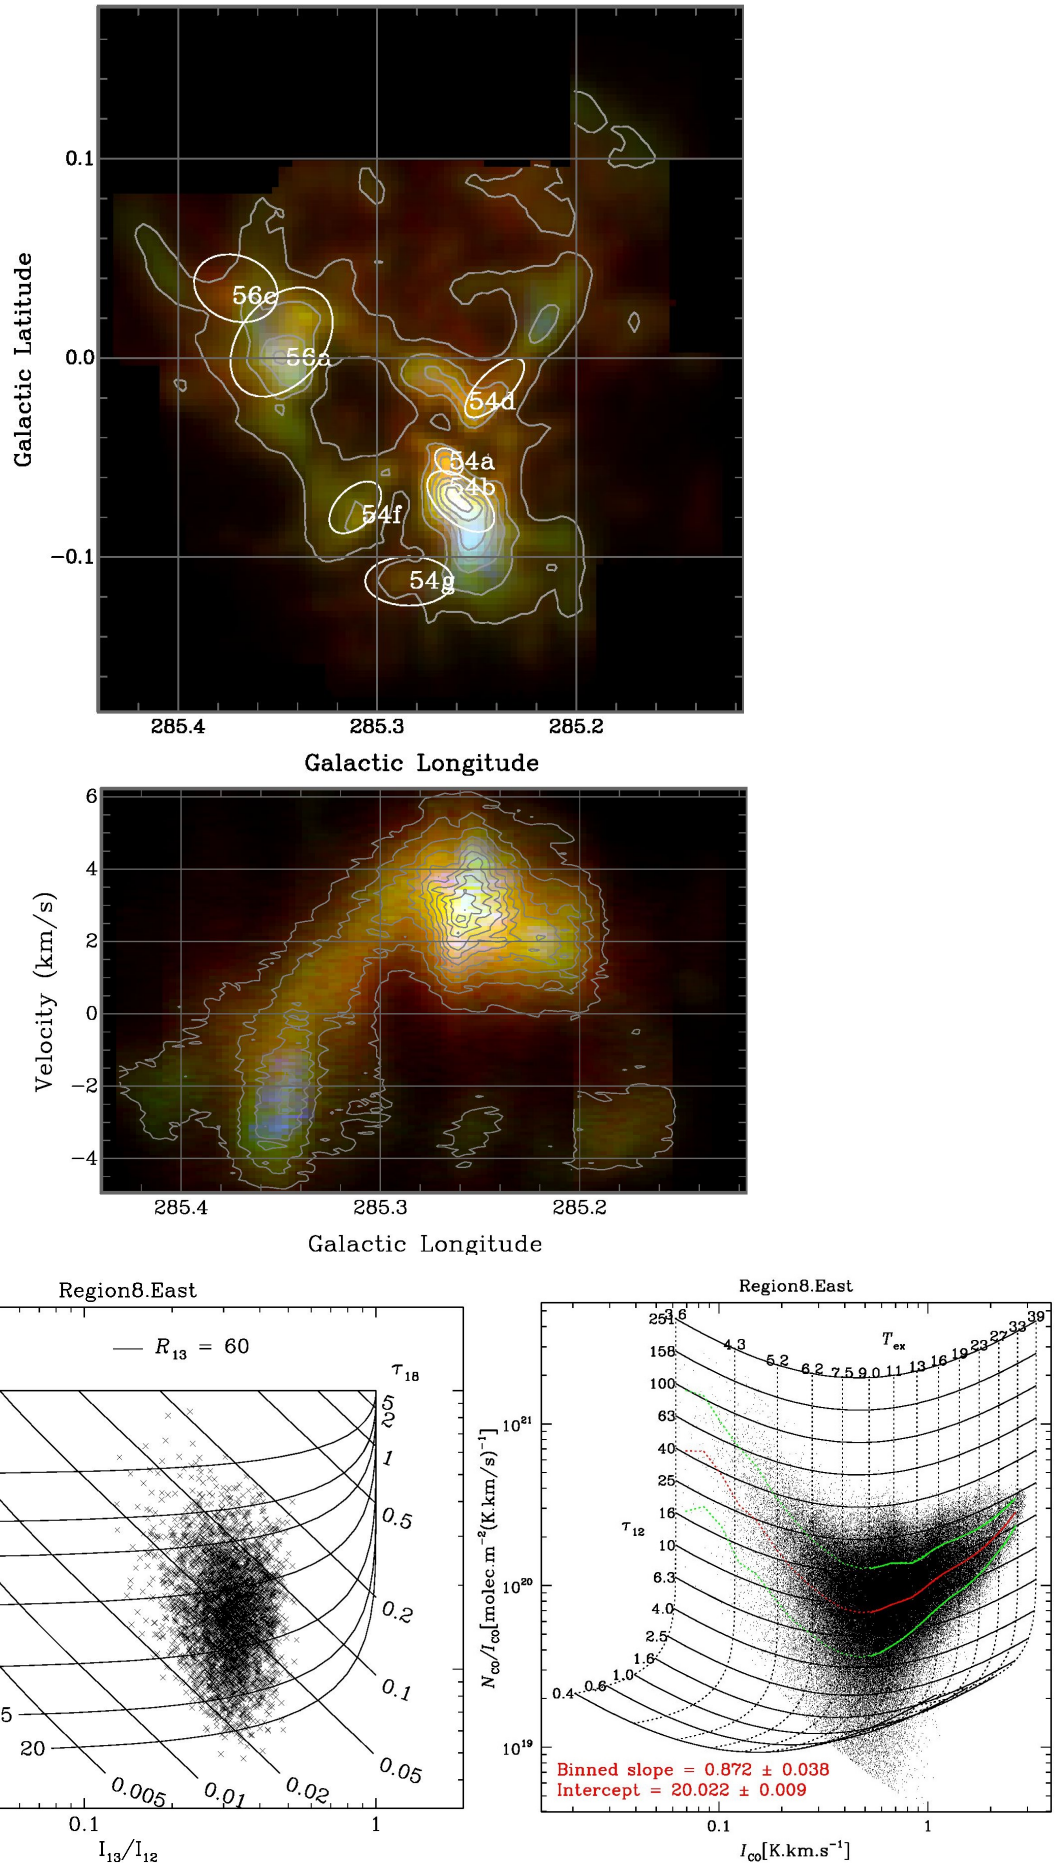 0.1
0.0
−0.1
Galactic Latitude
56c
56a
54d
54a
54b
54f
54g
285.4 285.3 285.2
Galactic Longitude
6
4
2
0
−2
−4
Velocity (km/s)
285.4 285.3 285.2
Galactic Longitude
Region8.East
R₁₃ = 60
τ₁₈
5
2
1
0.5
0.2
0.1
0.05
0.02
0.01
0.005
5
20
0.1 1
I₁₃/I₁₂
Region8.East
N_CO/I_CO[molec.m⁻²(K.km/s)⁻¹]
10²¹
10²⁰
10¹⁹
T_ex
3.6 4.3 5.2 6.2 7.5 9.0 11 13 16 19 23 27 33 39
τ₁₂
251
158
100
63
40
25
16
10
6.3
4.0
2.5
1.6
1.0
0.6
0.4
Binned slope = 0.872 ± 0.038
Intercept = 20.022 ± 0.009
0.1 1
I_CO[K.km.s⁻¹]